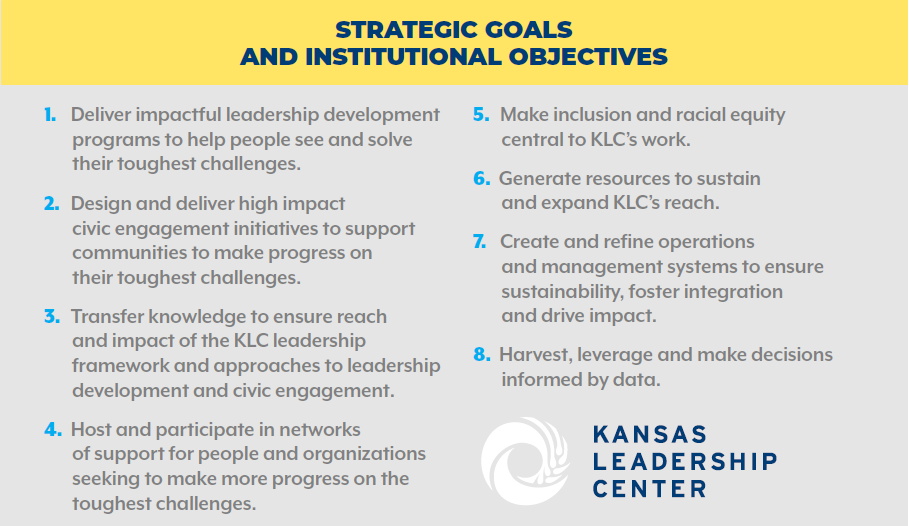 STRATEGIC GOALS
AND INSTITUTIONAL OBJECTIVES
1. Deliver impactful leadership development
programs to help people see and solve
their toughest challenges.
2. Design and deliver high impact
civic engagement initiatives to support
communities to make progress on
their toughest challenges.
3. Transfer knowledge to ensure reach
and impact of the KLC leadership
framework and approaches to leadership
development and civic engagement.
4. Host and participate in networks
of support for people and organizations
seeking to make more progress on the
toughest challenges.
5. Make inclusion and racial equity
central to KLC's work.
6. Generate resources to sustain
and expand KLC's reach.
7. Create and refine operations
and management systems to ensure
sustainability, foster integration
and drive impact.
8. Harvest, leverage and make decisions
informed by data.
KANSAS
LEADERSHIP
CENTER